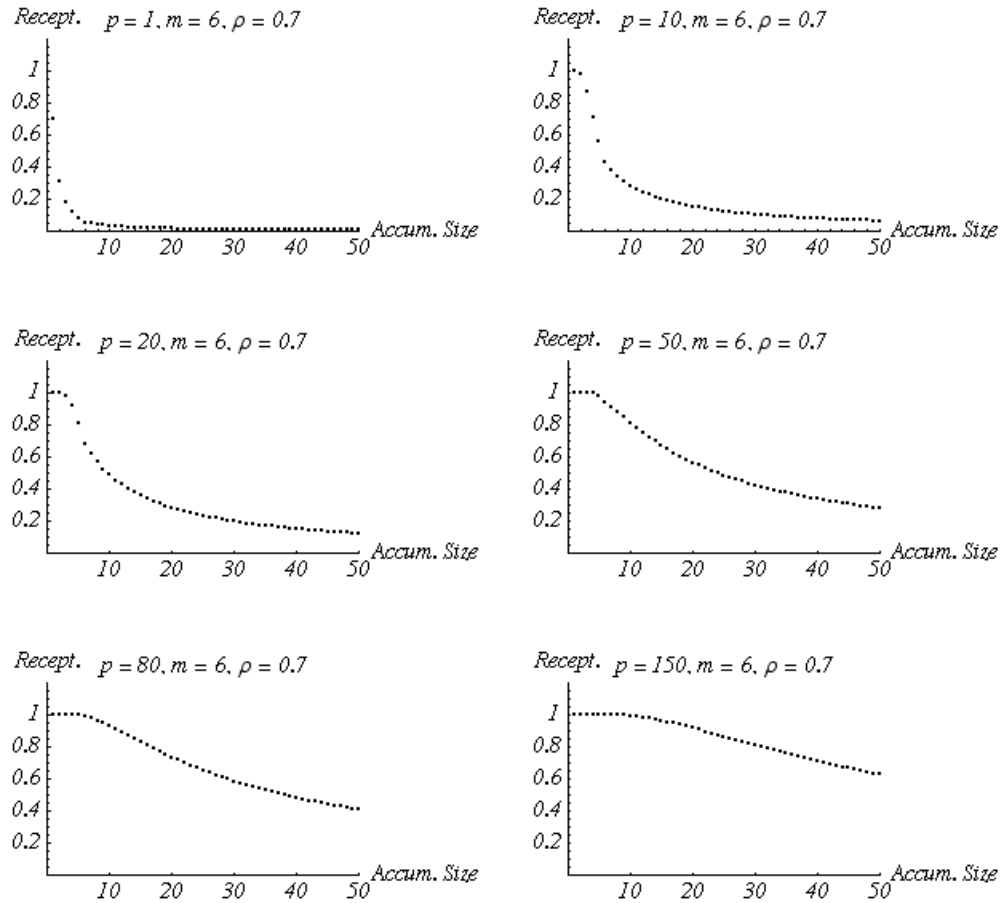 Recept. p = 1, m = 6, ρ = 0.7
1
0.8
0.6
0.4
0.2
10 20 30 40 50 Accum. Size
Recept. p = 10, m = 6, ρ = 0.7
1
0.8
0.6
0.4
0.2
10 20 30 40 50 Accum. Size
Recept. p = 20, m = 6, ρ = 0.7
1
0.8
0.6
0.4
0.2
10 20 30 40 50 Accum. Size
Recept. p = 50, m = 6, ρ = 0.7
1
0.8
0.6
0.4
0.2
10 20 30 40 50 Accum. Size
Recept. p = 80, m = 6, ρ = 0.7
1
0.8
0.6
0.4
0.2
10 20 30 40 50 Accum. Size
Recept. p = 150, m = 6, ρ = 0.7
1
0.8
0.6
0.4
0.2
10 20 30 40 50 Accum. Size